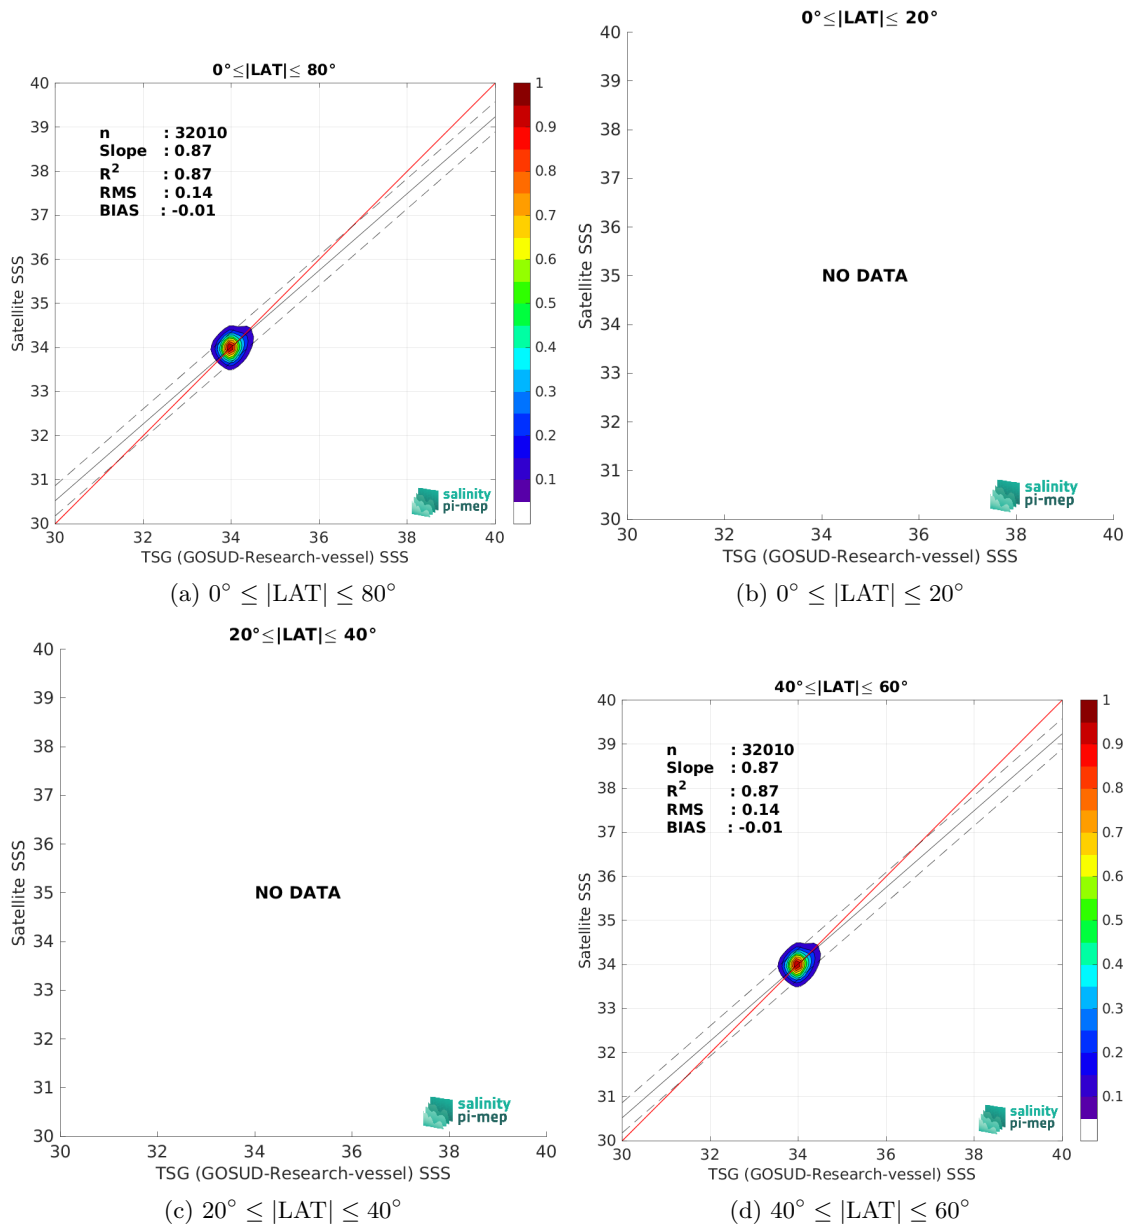 0°≤|LAT|≤ 80°
40
39
38
37
36
35
34
33
32
31
30
n : 32010
Slope : 0.87
R² : 0.87
RMS : 0.14
BIAS : -0.01
1
0.9
0.8
0.7
0.6
0.5
0.4
0.3
0.2
0.1
Satellite SSS
salinity
pi-mep
30 32 34 36 38 40
TSG (GOSUD-Research-vessel) SSS
(a) 0° ≤ |LAT| ≤ 80°
0°≤|LAT|≤ 20°
40
39
38
37
36
35
34
33
32
31
30
Satellite SSS
NO DATA
salinity
pi-mep
30 32 34 36 38 40
TSG (GOSUD-Research-vessel) SSS
(b) 0° ≤ |LAT| ≤ 20°
20°≤|LAT|≤ 40°
40
39
38
37
36
35
34
33
32
31
30
Satellite SSS
NO DATA
salinity
pi-mep
30 32 34 36 38 40
TSG (GOSUD-Research-vessel) SSS
(c) 20° ≤ |LAT| ≤ 40°
40°≤|LAT|≤ 60°
40
39
38
37
36
35
34
33
32
31
30
n : 32010
Slope : 0.87
R² : 0.87
RMS : 0.14
BIAS : -0.01
1
0.9
0.8
0.7
0.6
0.5
0.4
0.3
0.2
0.1
Satellite SSS
salinity
pi-mep
30 32 34 36 38 40
TSG (GOSUD-Research-vessel) SSS
(d) 40° ≤ |LAT| ≤ 60°